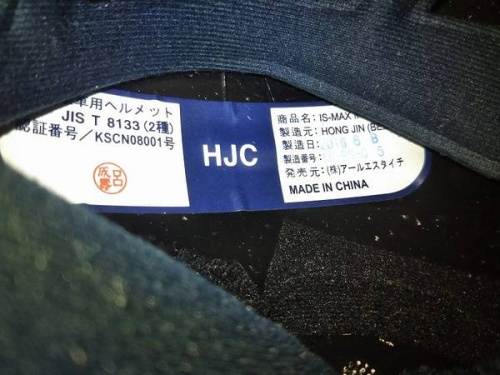 車用ヘルメット
JIS T 8133 (2種)
認証番号/KSCN08001号
HJC
商品名: IS-MAX
製造元: HONG JIN (BE
製造日:
製造番号:
発売元: (株)アールエスタイチ
MADE IN CHINA